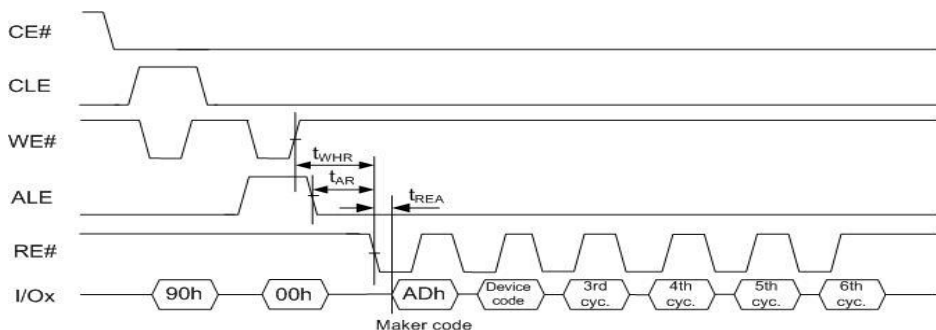 CE#
CLE
WE#
tWHR
tAR
ALE
tREA
RE#
I/Ox
90h
00h
ADh
Device code
3rd cyc.
4th cyc.
5th cyc.
6th cyc.
Maker code